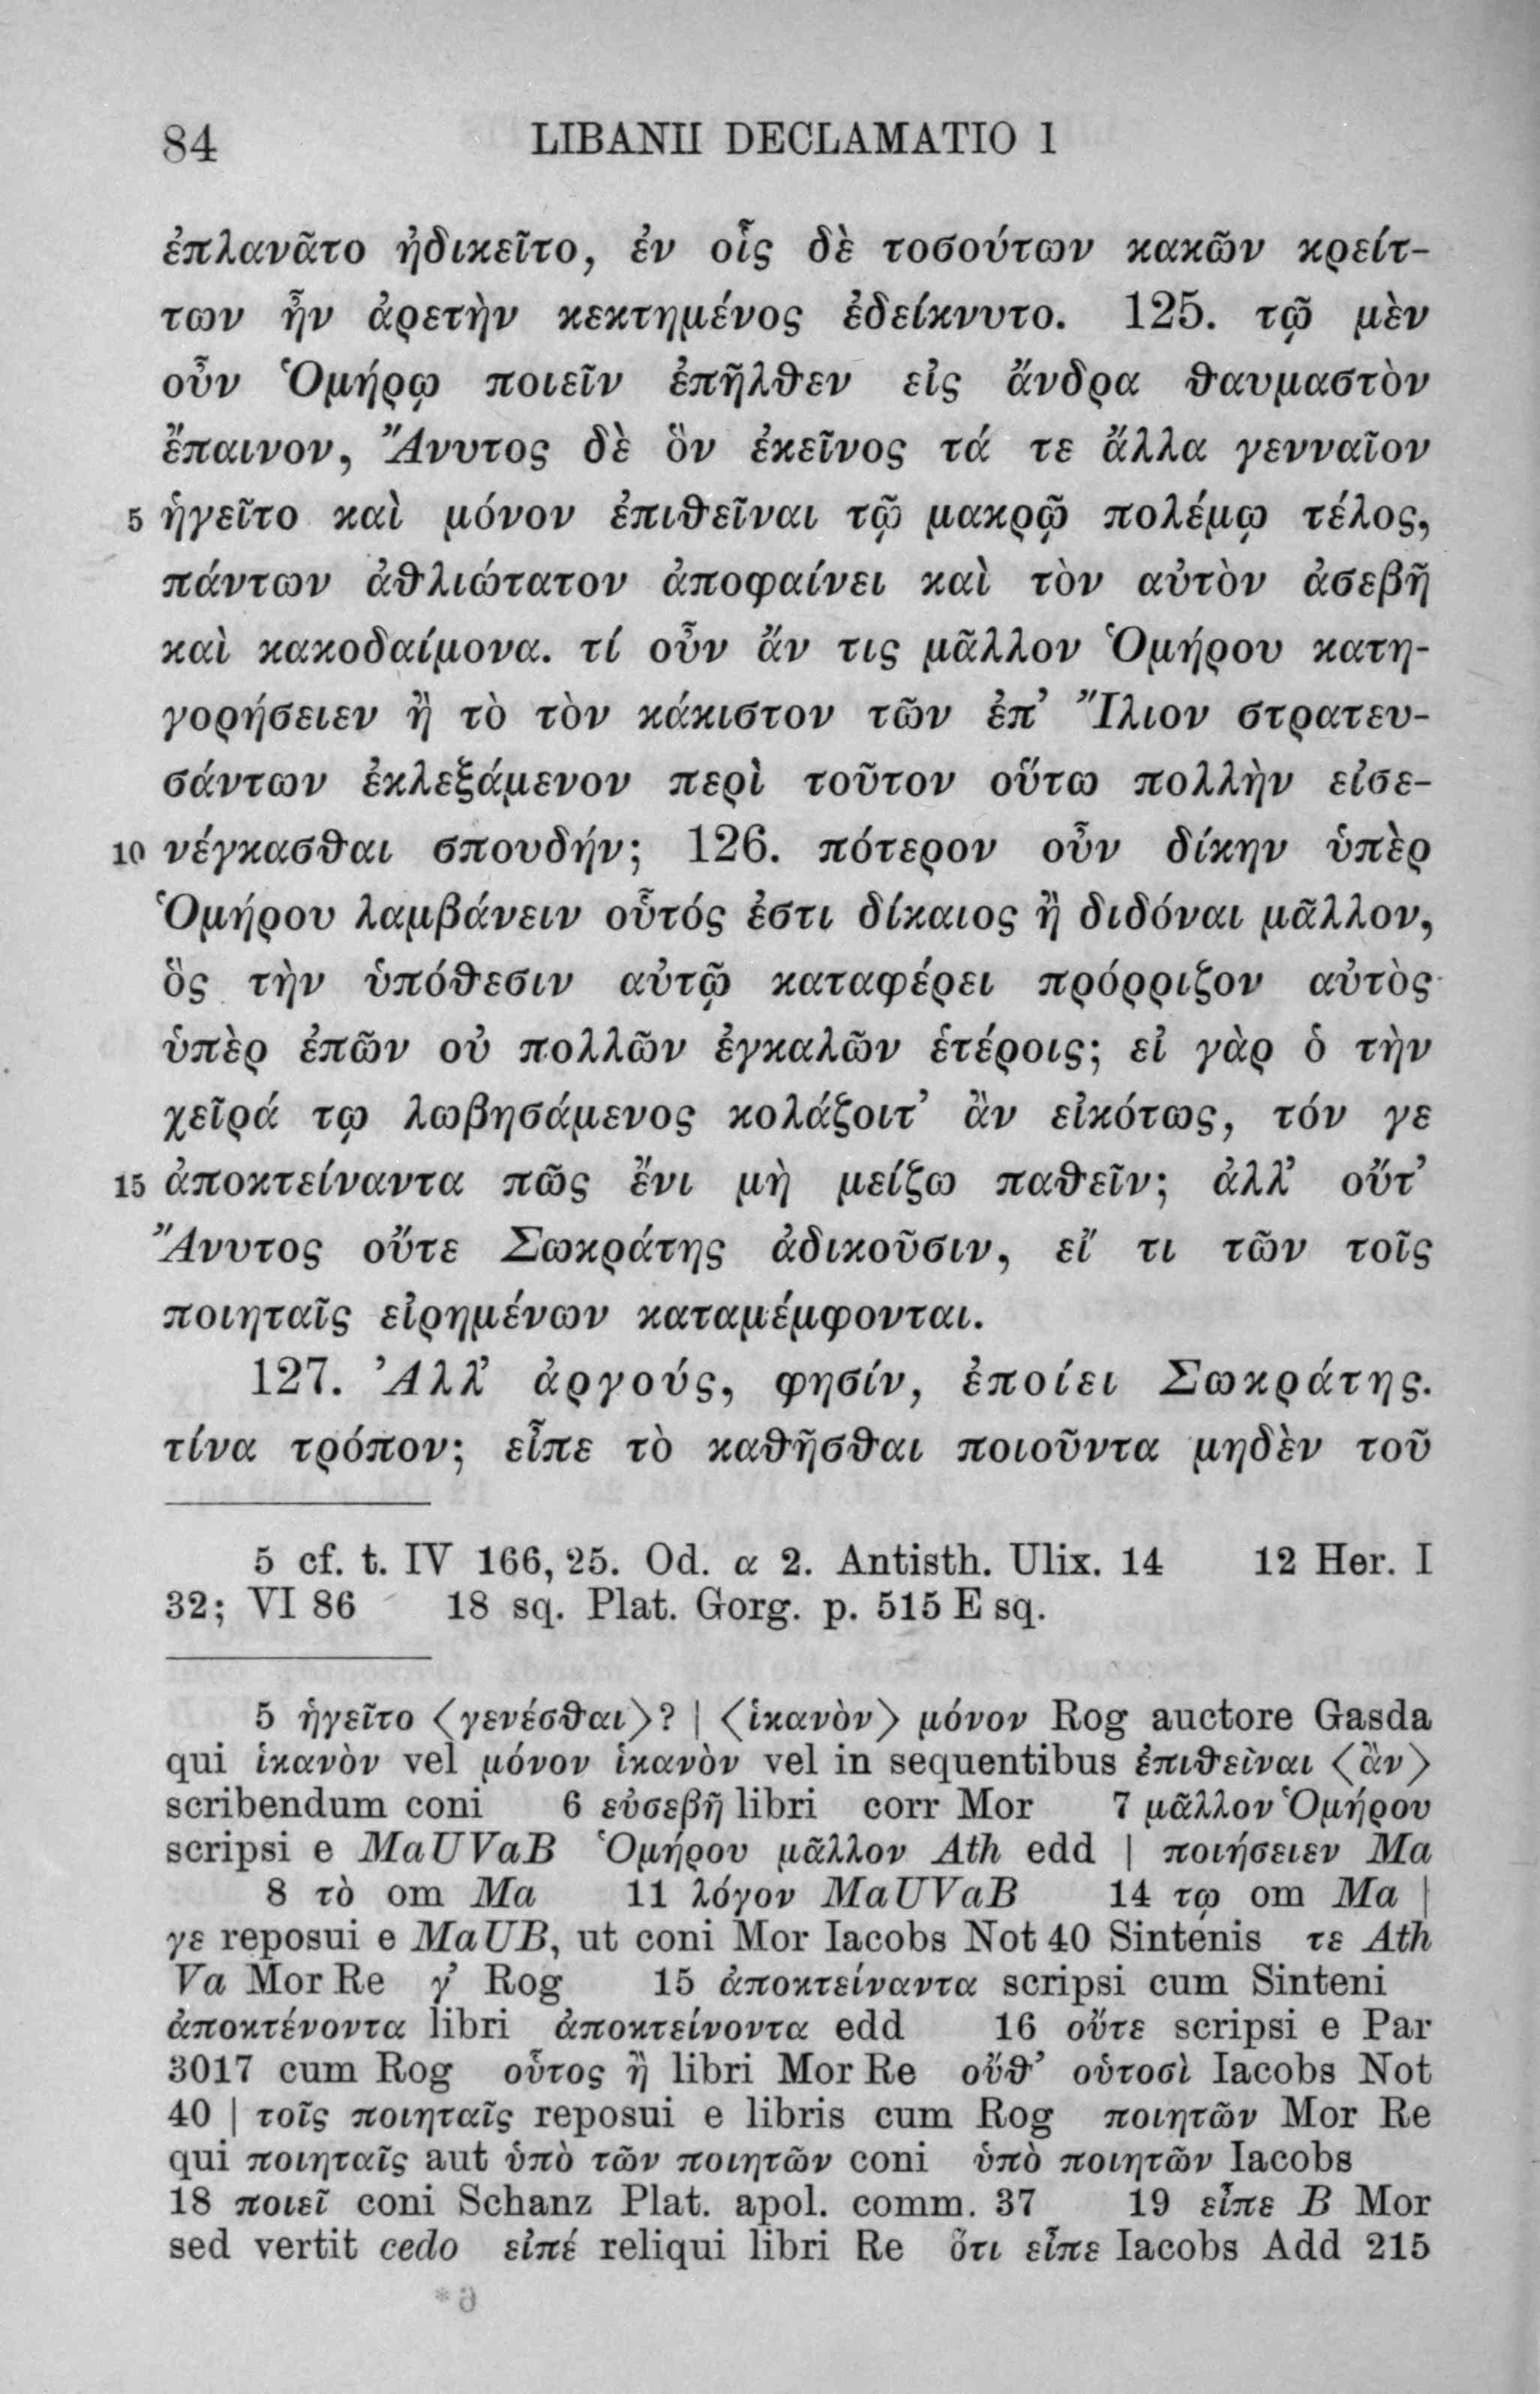 84 LIBANII DECLAMATIO 1
ἐπλανᾶτο ἠδικεῖτο, ἐν οἷς δὲ τοσούτων κακῶν κρείτ-
των ἦν ἀρετὴν κεκτημένος ἐδείκνυτο. 125. τῷ μὲν
οὖν Ὁμήρῳ ποιεῖν ἐπῆλθεν εἰς ἄνδρα θαυμαστὸν
ἔπαινον, Ἄνυτος δὲ ὃν ἐκεῖνος τά τε ἄλλα γενναῖον
5 ἡγεῖτο καὶ μόνον ἐπιθεῖναι τῷ μακρῷ πολέμῳ τέλος,
πάντων ἀθλιώτατον ἀποφαίνει καὶ τὸν αὐτὸν ἀσεβῆ
καὶ κακοδαίμονα. τί οὖν ἄν τις μᾶλλον Ὁμήρου κατη-
γορήσειεν ἢ τὸ τὸν κάκιστον τῶν ἐπ’ Ἴλιον στρατευ-
σάντων ἐκλεξάμενον περὶ τοῦτον οὕτω πολλὴν εἰσε-
10 νέγκασθαι σπουδήν; 126. πότερον οὖν δίκην ὑπὲρ
Ὁμήρου λαμβάνειν οὗτός ἐστι δίκαιος ἢ διδόναι μᾶλλον,
ὃς τὴν ὑπόθεσιν αὐτῷ καταφέρει πρόρριζον αὐτὸς
ὑπὲρ ἐπῶν οὐ πολλῶν ἐγκαλῶν ἑτέροις; εἰ γὰρ ὁ τὴν
χεῖρά τῳ λωβησάμενος κολάζοιτ’ ἂν εἰκότως, τόν γε
15 ἀποκτείναντα πῶς ἔνι μὴ μείζω παθεῖν; ἀλλ’ οὔτ’
Ἄνυτος οὔτε Σωκράτης ἀδικοῦσιν, εἴ τι τῶν τοῖς
ποιηταῖς εἰρημένων καταμέμφονται.
127. Ἀλλ’ ἀργούς, φησίν, ἐποίει Σωκράτης.
τίνα τρόπον; εἶπε τὸ καθῆσθαι ποιοῦντα μηδὲν τοῦ
5 cf. t. IV 166, 25. Od. α 2. Antisth. Ulix. 14 12 Her. I
32; VI 86 18 sq. Plat. Gorg. p. 515 E sq.
5 ἡγεῖτο ⟨γενέσθαι⟩? | ⟨ἱκανὸν⟩ μόνον Rog auctore Gasda
qui ἱκανὸν vel μόνον ἱκανὸν vel in sequentibus ἐπιθεῖναι ⟨ἂν⟩
scribendum coni 6 εὐσεβῆ libri corr Mor 7 μᾶλλον Ὁμήρου
scripsi e MaUVaB Ὁμήρου μᾶλλον Ath edd | ποιήσειεν Ma
8 τὸ om Ma 11 λόγον MaUVaB 14 τῳ om Ma |
γε reposui e MaUB, ut coni Mor Iacobs Not 40 Sintenis τε Ath
Va Mor Re γ’ Rog 15 ἀποκτείναντα scripsi cum Sinteni
ἀποκτένοντα libri ἀποκτείνοντα edd 16 οὔτε scripsi e Par
3017 cum Rog οὗτος ἢ libri Mor Re οὔθ’ οὑτοσὶ Iacobs Not
40 | τοῖς ποιηταῖς reposui e libris cum Rog ποιητῶν Mor Re
qui ποιηταῖς aut ὑπὸ τῶν ποιητῶν coni ὑπὸ ποιητῶν Iacobs
18 ποιεῖ coni Schanz Plat. apol. comm. 37 19 εἶπε B Mor
sed vertit cedo εἰπέ reliqui libri Re ὅτι εἶπε Iacobs Add 215